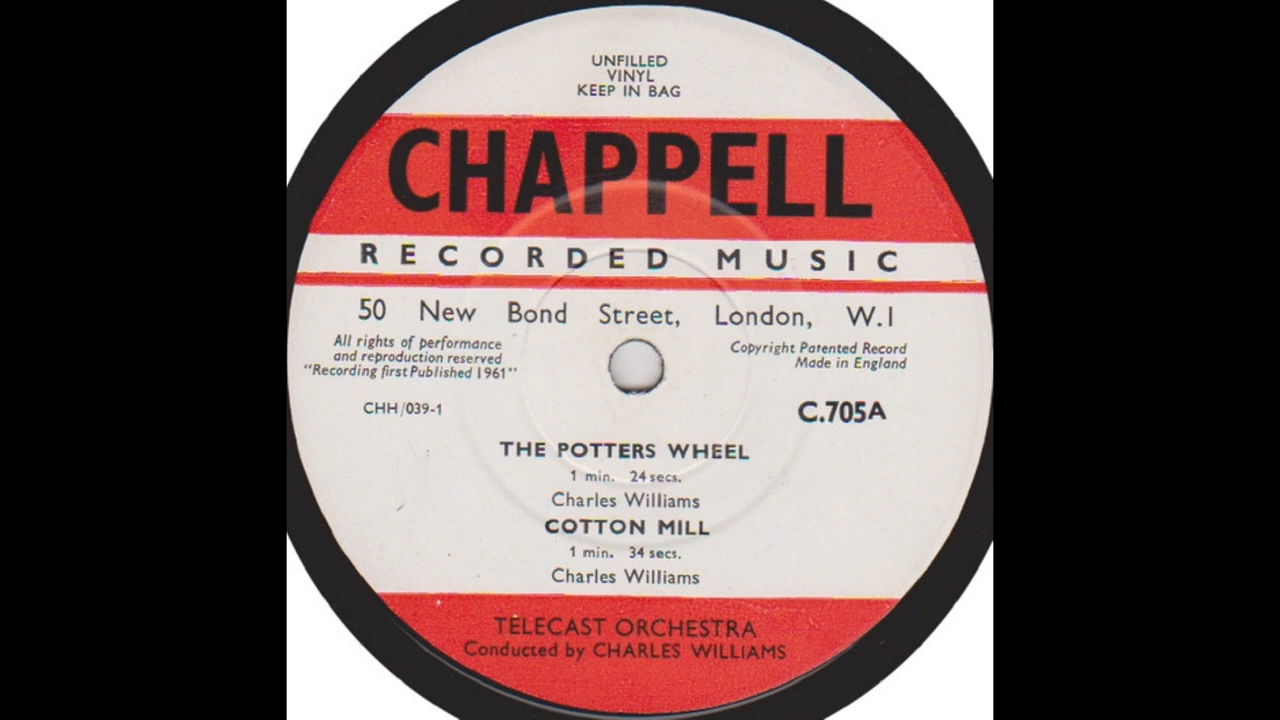 UNFILLED
VINYL
KEEP IN BAG
CHAPPELL
RECORDED MUSIC
50 New Bond Street, London, W.1
All rights of performance
and reproduction reserved
"Recording first Published 1961"
Copyright Patented Record
Made in England
CHH/039-1
C.705A
THE POTTERS WHEEL
1 min. 24 secs.
Charles Williams
COTTON MILL
1 min. 34 secs.
Charles Williams
TELECAST ORCHESTRA
Conducted by CHARLES WILLIAMS